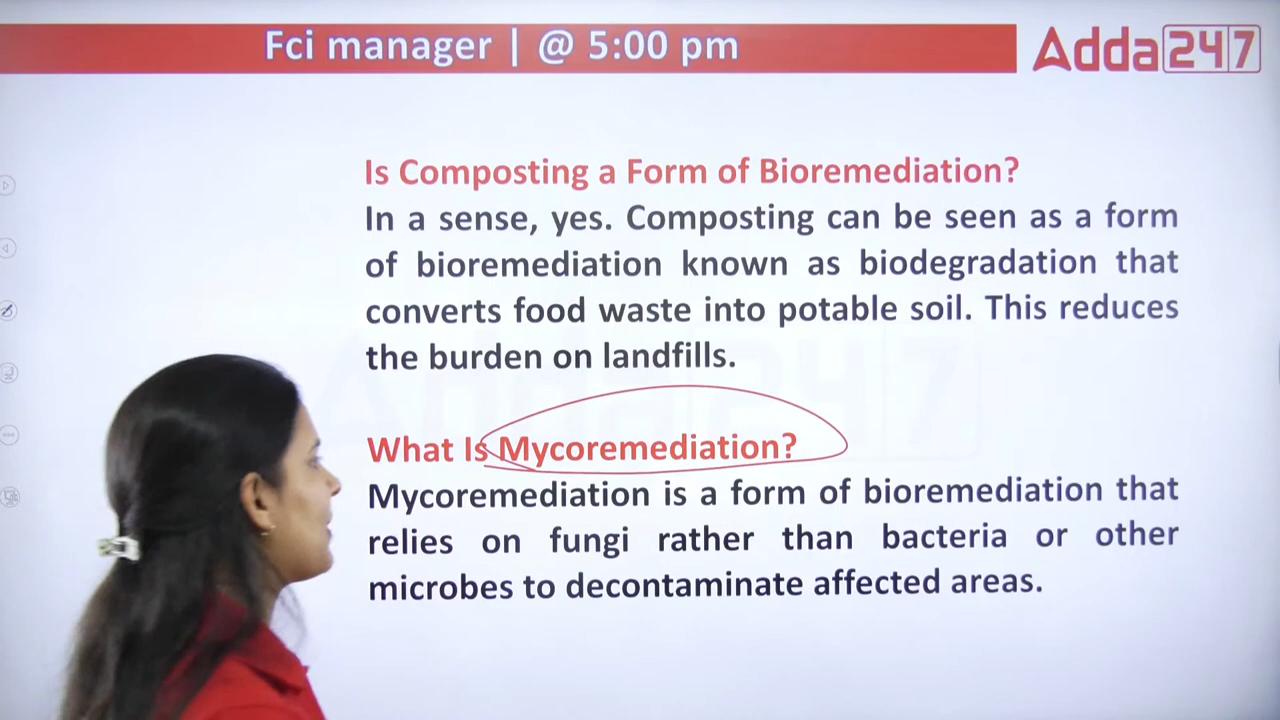 Fci manager | @ 5:00 pm
Adda247
Is Composting a Form of Bioremediation?
In a sense, yes. Composting can be seen as a form
of bioremediation known as biodegradation that
converts food waste into potable soil. This reduces
the burden on landfills.
What Is Mycoremediation?
Mycoremediation is a form of bioremediation that
relies on fungi rather than bacteria or other
microbes to decontaminate affected areas.